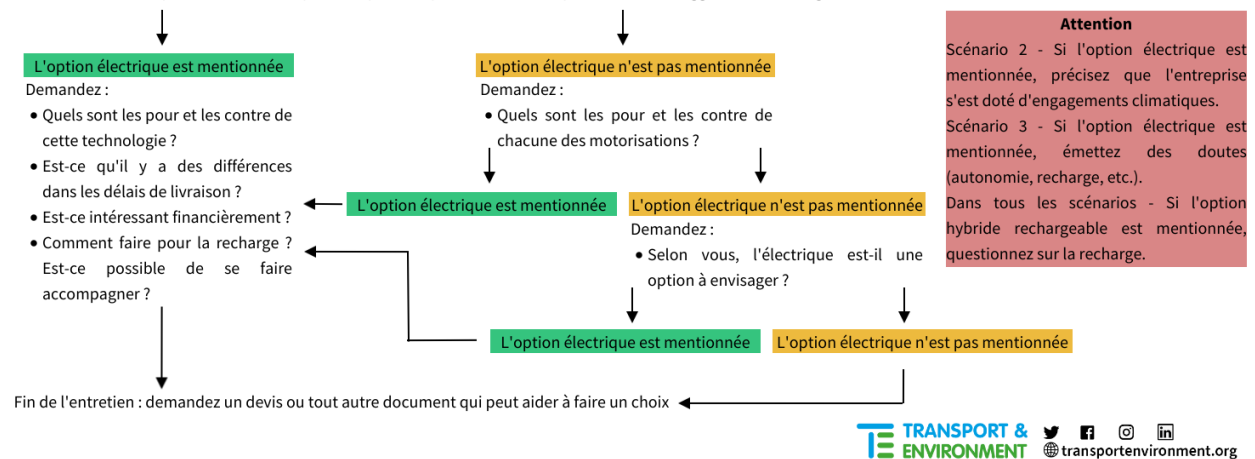 L'option électrique est mentionnée
Demandez :
• Quels sont les pour et les contre de
cette technologie ?
• Est-ce qu'il y a des différences
dans les délais de livraison ?
• Est-ce intéressant financièrement ?
• Comment faire pour la recharge ?
Est-ce possible de se faire
accompagner ?
L'option électrique n'est pas mentionnée
Demandez :
• Quels sont les pour et les contre de
chacune des motorisations ?
L'option électrique est mentionnée
L'option électrique n'est pas mentionnée
Demandez :
• Selon vous, l'électrique est-il une
option à envisager ?
L'option électrique est mentionnée
L'option électrique n'est pas mentionnée
Fin de l'entretien : demandez un devis ou tout autre document qui peut aider à faire un choix
Attention
Scénario 2 - Si l'option électrique est
mentionnée, précisez que l'entreprise
s'est doté d'engagements climatiques.
Scénario 3 - Si l'option électrique est
mentionnée, émettez des doutes
(autonomie, recharge, etc.).
Dans tous les scénarios - Si l'option
hybride rechargeable est mentionnée,
questionnez sur la recharge.
TE TRANSPORT &
ENVIRONMENT
transportenvironment.org